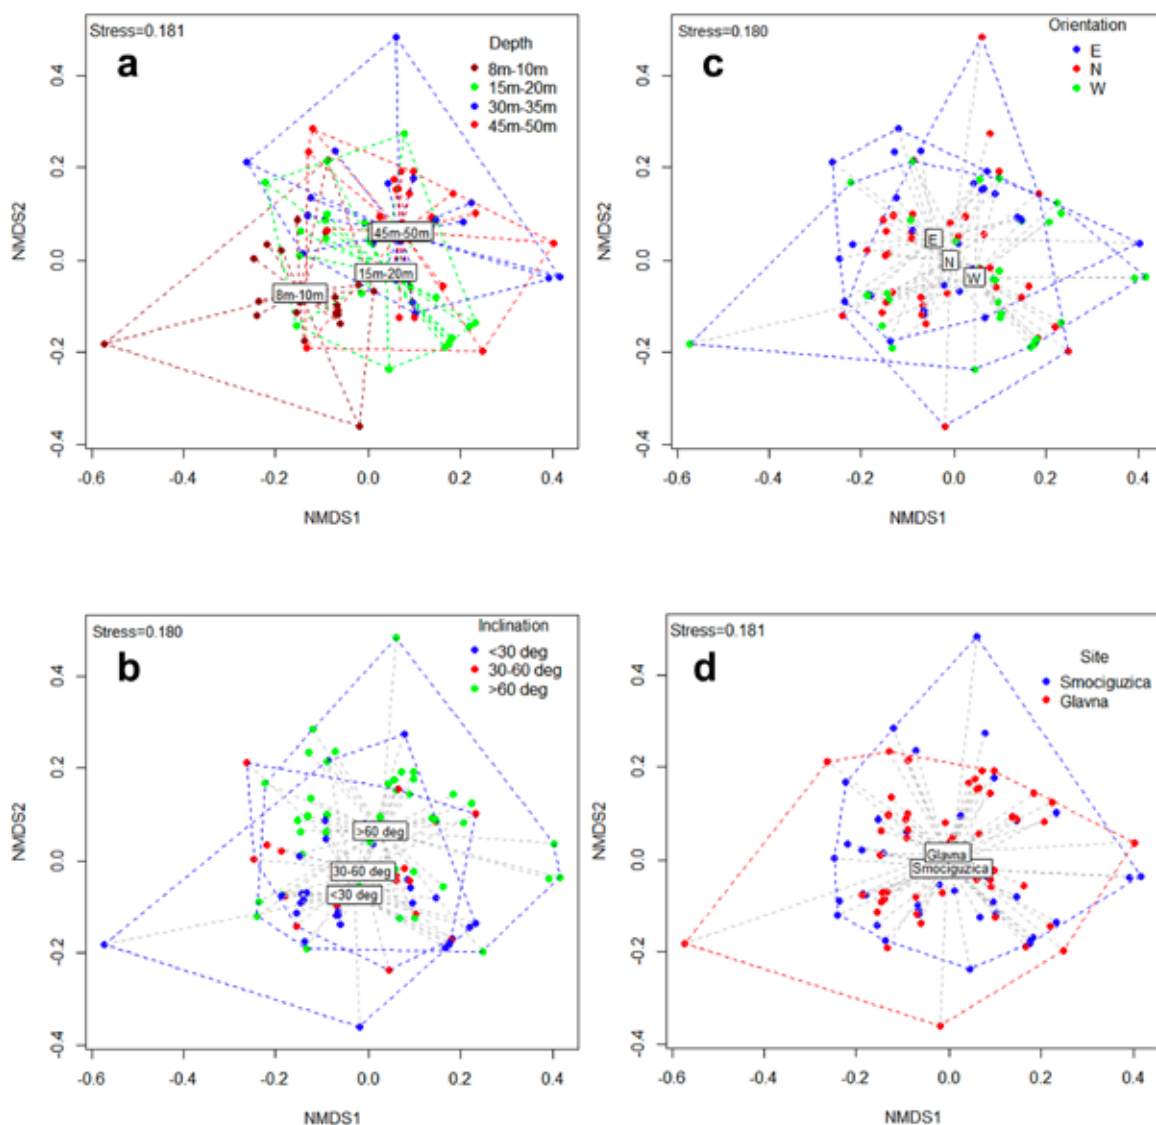 Stress=0.181
a
Depth
8m-10m
15m-20m
30m-35m
45m-50m
45m-50m
15m-20m
8m-10m
NMDS2
0.4
0.2
0.0
-0.2
-0.4
-0.6
-0.4
-0.2
0.0
0.2
0.4
NMDS1
Stress=0.180
c
Orientation
E
N
W
E
N
W
NMDS2
0.4
0.2
0.0
-0.2
-0.4
-0.6
-0.4
-0.2
0.0
0.2
0.4
NMDS1
Stress=0.180
b
Inclination
<30 deg
30-60 deg
>60 deg
>60 deg
30-60 deg
<30 deg
NMDS2
0.4
0.2
0.0
-0.2
-0.4
-0.6
-0.4
-0.2
0.0
0.2
0.4
NMDS1
Stress=0.181
d
Site
Smociguzica
Glavna
Glavna
Smociguzica
NMDS2
0.4
0.2
0.0
-0.2
-0.4
-0.6
-0.4
-0.2
0.0
0.2
0.4
NMDS1